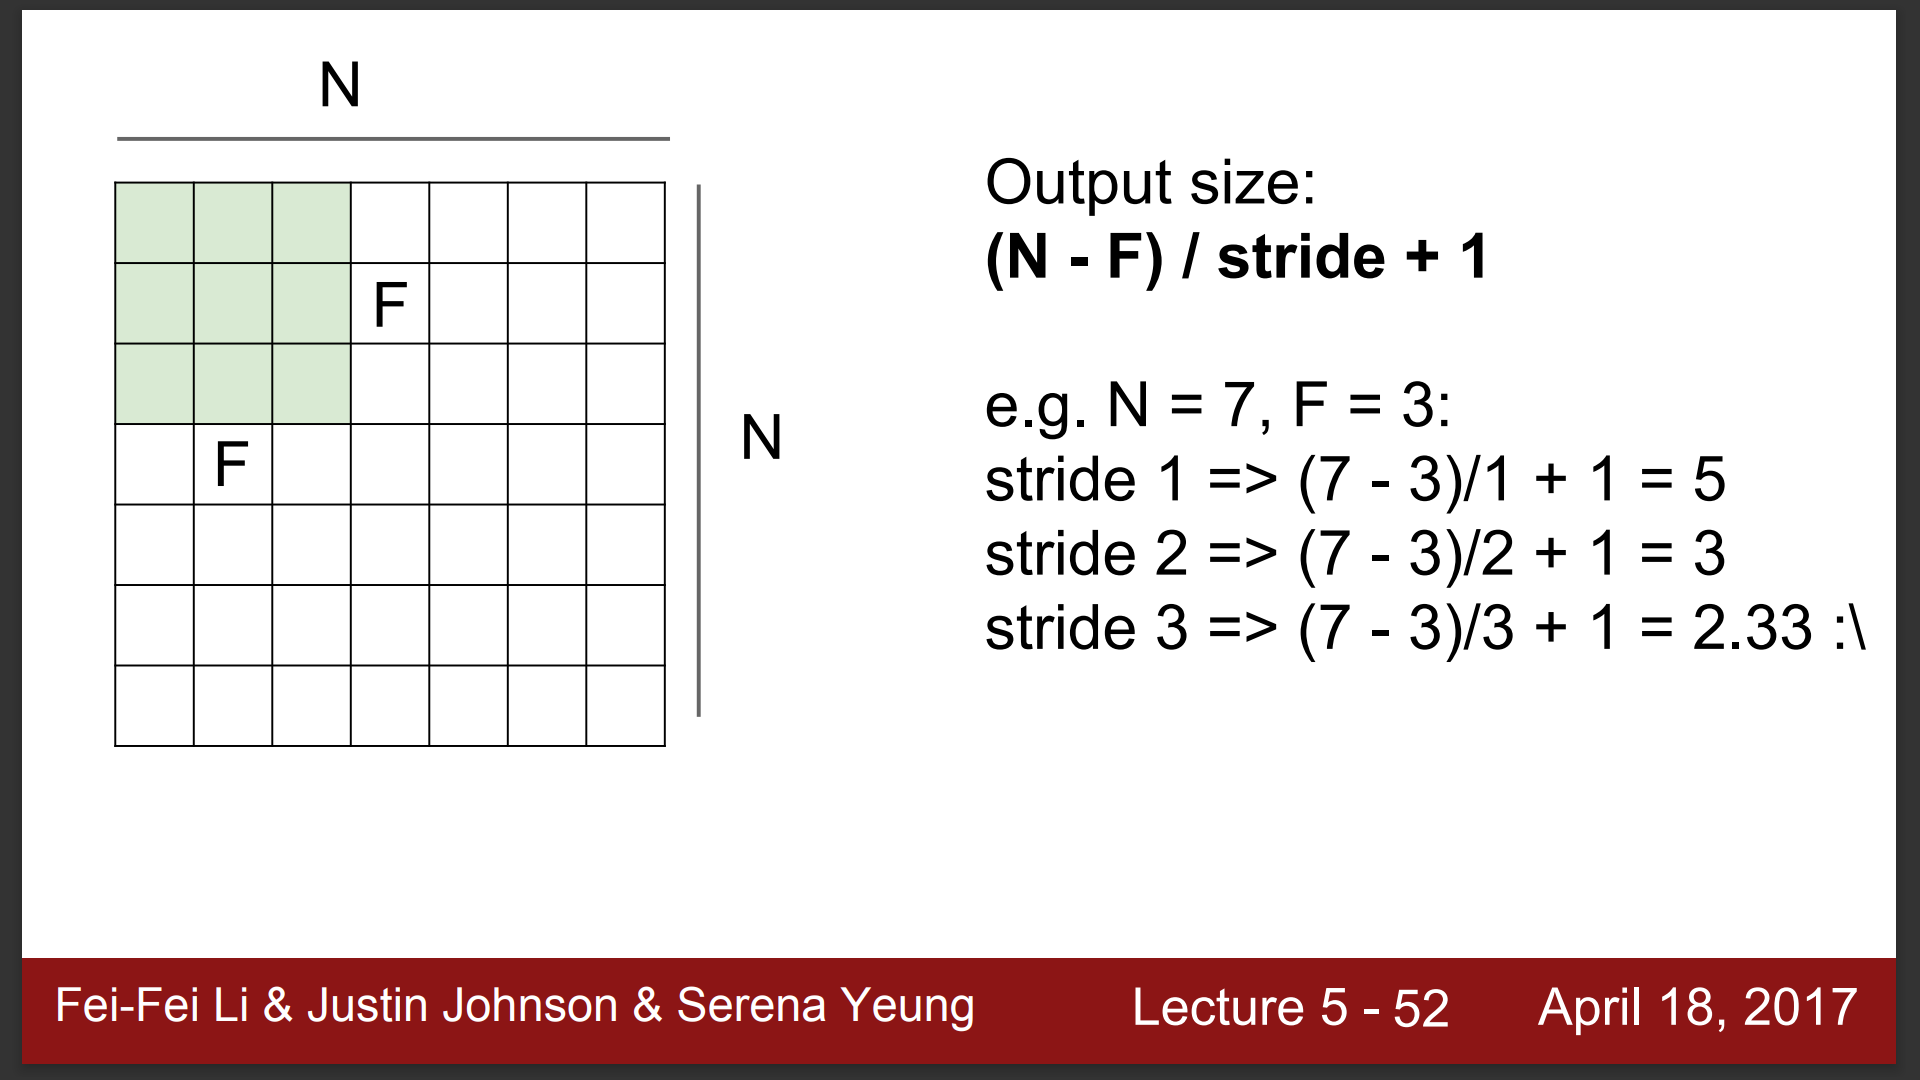 N
F
F
N
Output size:
(N - F) / stride + 1
e.g. N = 7, F = 3:
stride 1 => (7 - 3)/1 + 1 = 5
stride 2 => (7 - 3)/2 + 1 = 3
stride 3 => (7 - 3)/3 + 1 = 2.33 :\
Fei-Fei Li & Justin Johnson & Serena Yeung
Lecture 5 - 52
April 18, 2017